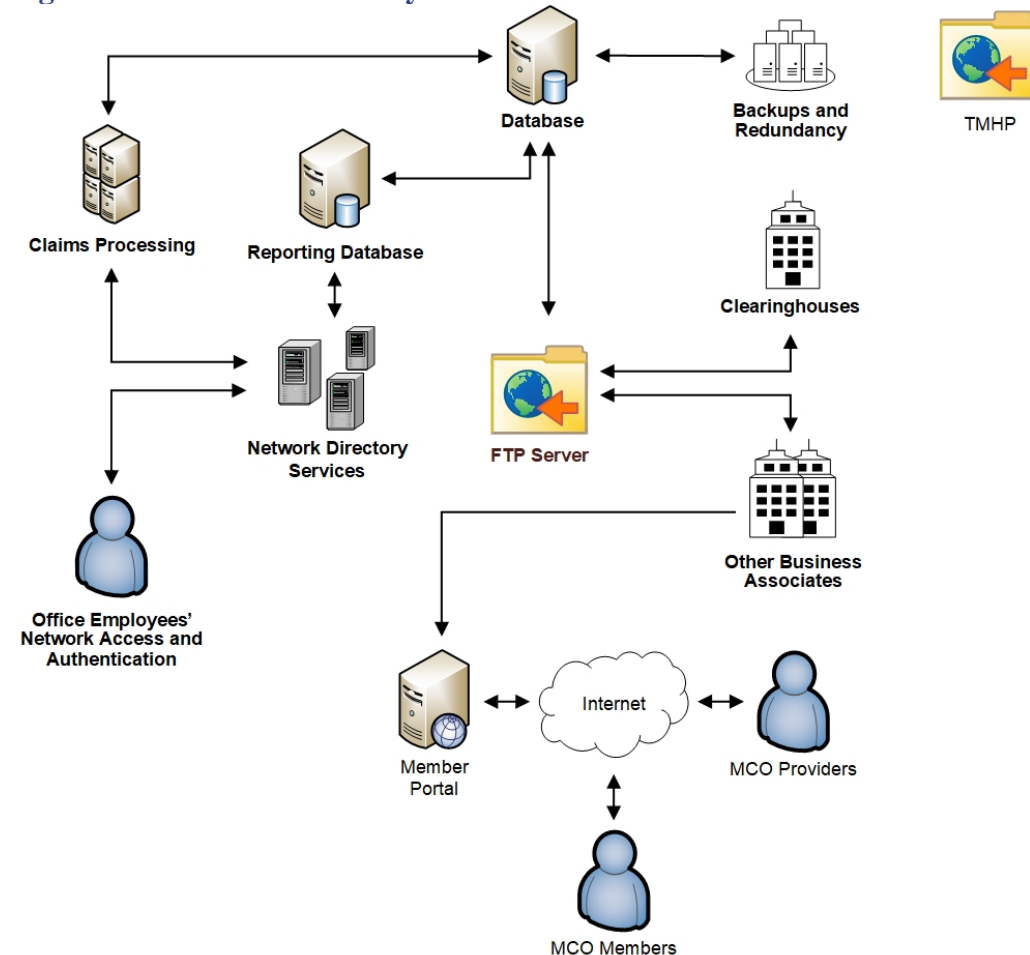 Database
Backups and
Redundancy
TMHP
Claims Processing
Reporting Database
Clearinghouses
Network Directory
Services
FTP Server
Other Business
Associates
Office Employees'
Network Access and
Authentication
Internet
Member
Portal
MCO Providers
MCO Members